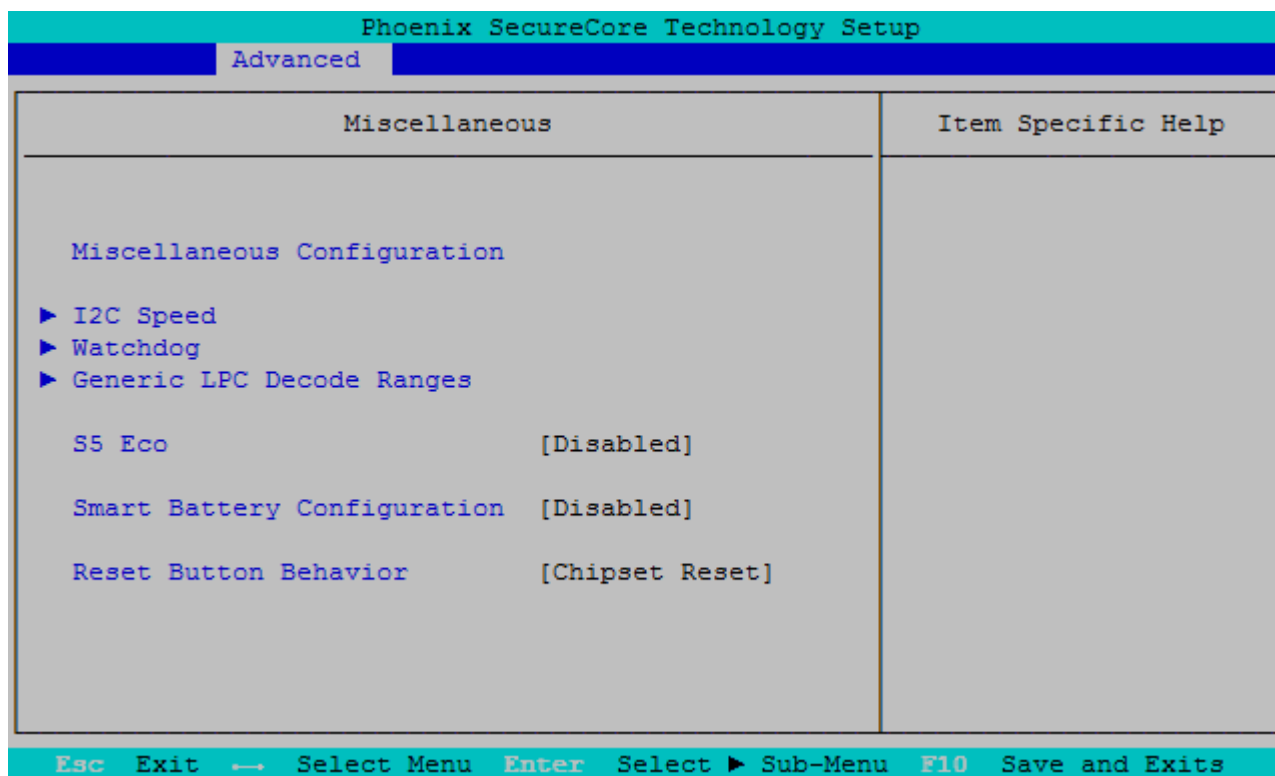 Phoenix SecureCore Technology Setup
Advanced
Miscellaneous
Item Specific Help
Miscellaneous Configuration
► I2C Speed
► Watchdog
► Generic LPC Decode Ranges
S5 Eco [Disabled]
Smart Battery Configuration [Disabled]
Reset Button Behavior [Chipset Reset]
Esc Exit ←→ Select Menu Enter Select ► Sub-Menu F10 Save and Exits